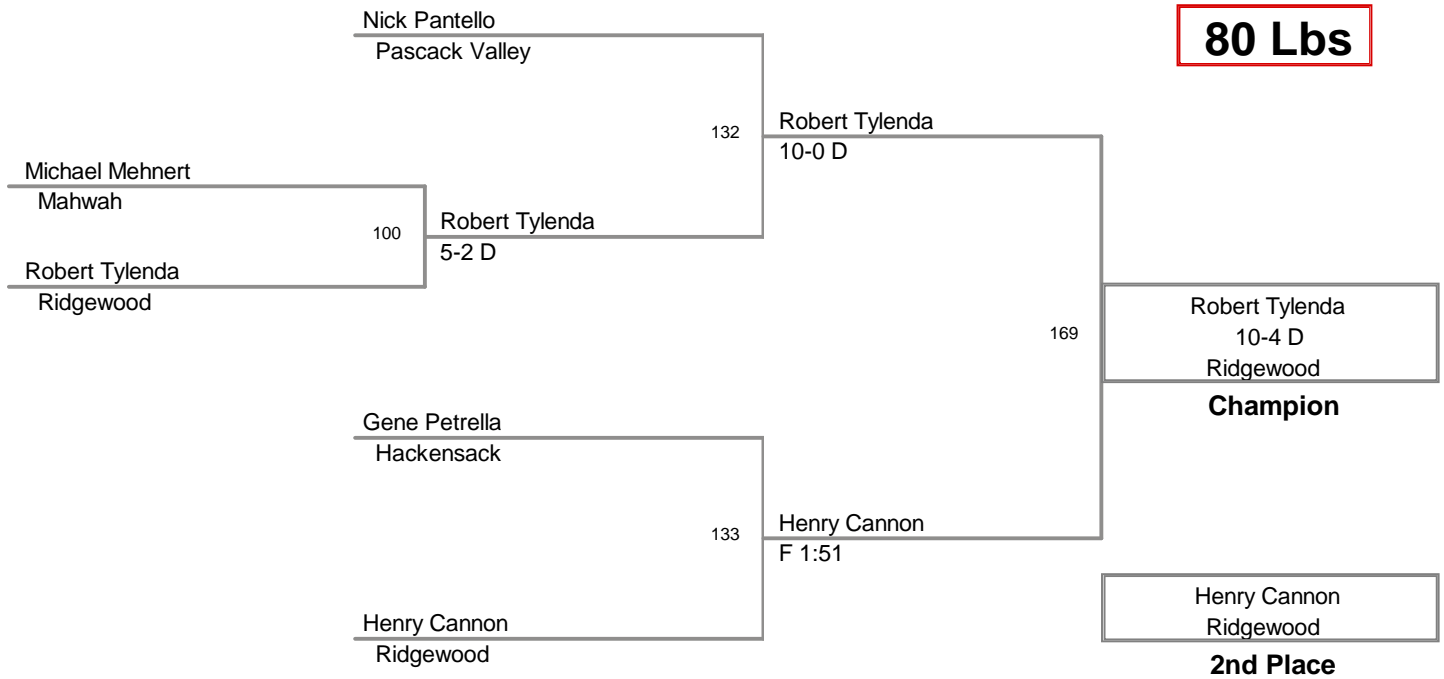 Nick Pantello
Pascack Valley
80 Lbs
132
Robert Tylenda
10-0 D
Michael Mehnert
Mahwah
100
Robert Tylenda
5-2 D
Robert Tylenda
Ridgewood
169
Robert Tylenda
10-4 D
Ridgewood
Champion
Gene Petrella
Hackensack
133
Henry Cannon
F 1:51
Henry Cannon
Ridgewood
Henry Cannon
Ridgewood
2nd Place